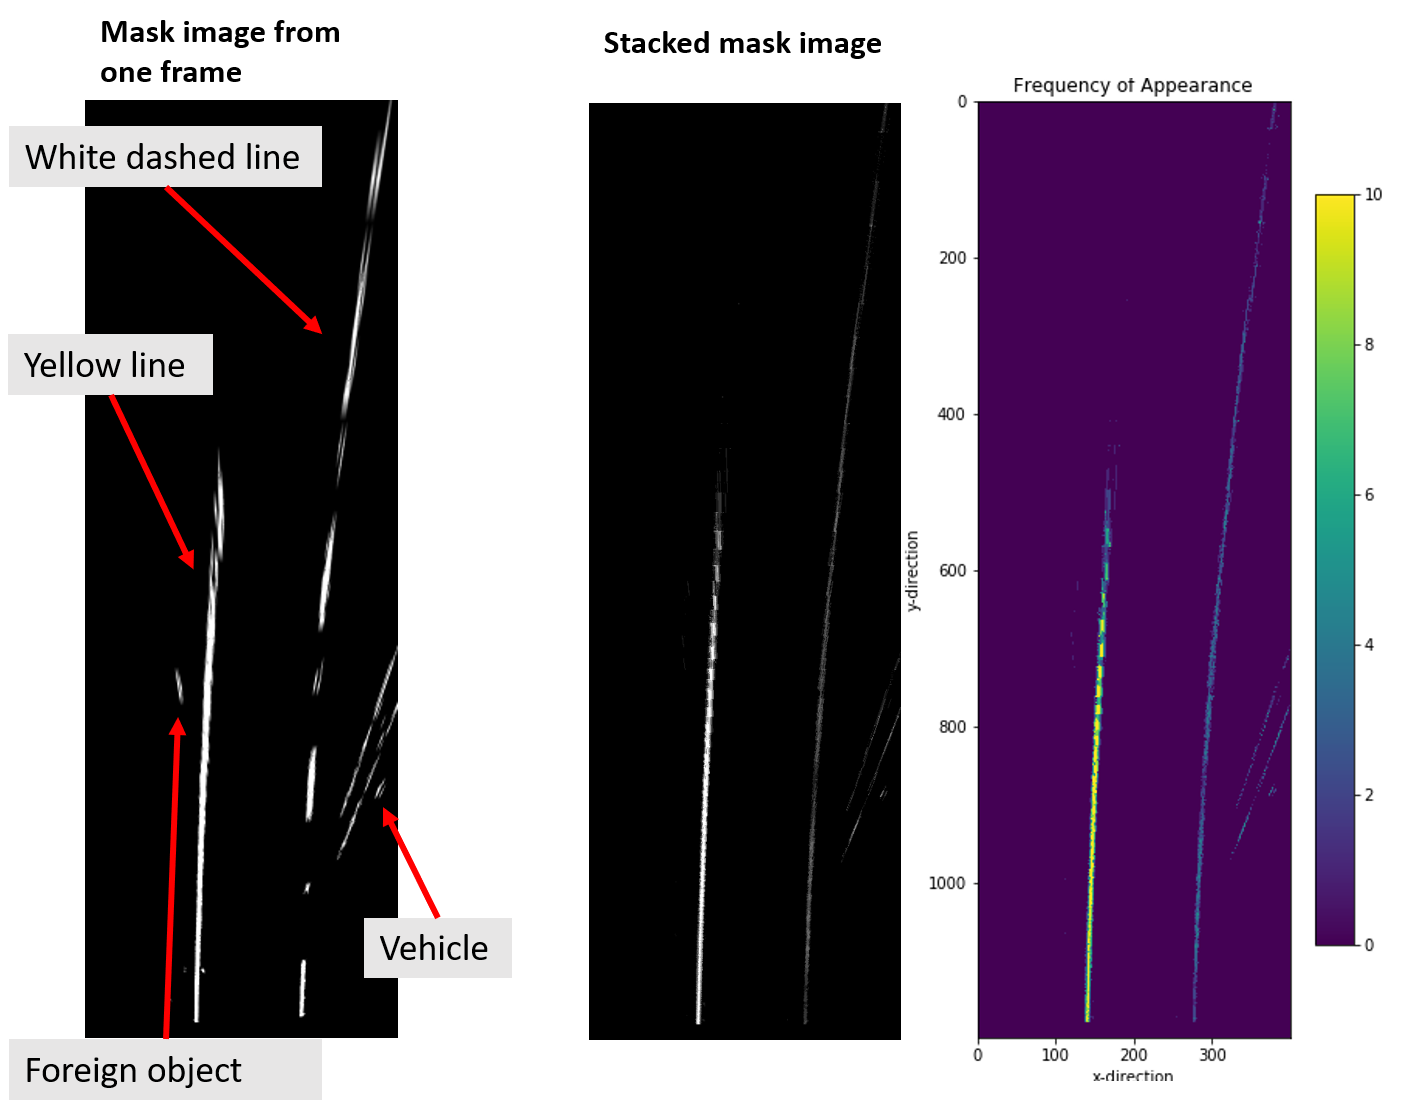 Mask image from
one frame
Stacked mask image
Frequency of Appearance
White dashed line
Yellow line
Vehicle
Foreign object
0
200
400
600
800
1000
y-direction
0
100
200
300
x-direction
10
8
6
4
2
0